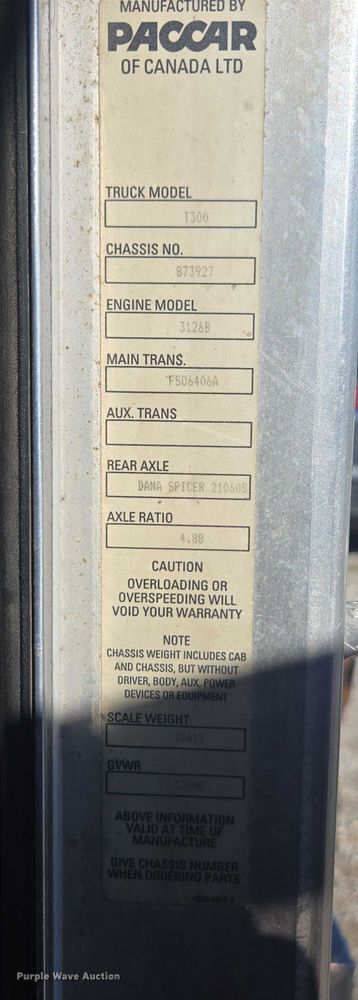 MANUFACTURED BY
PACCAR
OF CANADA LTD
TRUCK MODEL
T300
CHASSIS NO.
873927
ENGINE MODEL
3126B
MAIN TRANS.
FSO6406A
AUX. TRANS
REAR AXLE
DANA SPICER 21060S
AXLE RATIO
4.88
CAUTION
OVERLOADING OR
OVERSPEEDING WILL
VOID YOUR WARRANTY
NOTE
CHASSIS WEIGHT INCLUDES CAB
AND CHASSIS, BUT WITHOUT
DRIVER, BODY, AUX. POWER
DEVICES OR EQUIPMENT
SCALE WEIGHT
GVWR
ABOVE INFORMATION
VALID AT TIME OF
MANUFACTURE
GIVE CHASSIS NUMBER
WHEN ORDERING PARTS
Purple Wave Auction